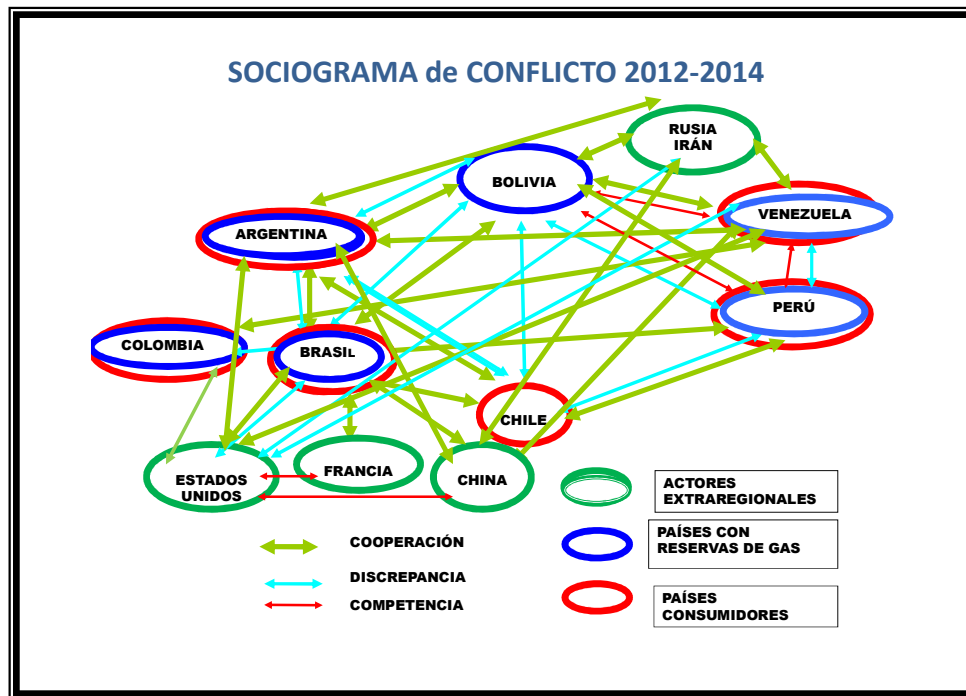 SOCIOGRAMA de CONFLICTO 2012-2014
RUSIA
IRÁN
BOLIVIA
VENEZUELA
ARGENTINA
PERÚ
COLOMBIA
BRASIL
CHILE
ESTADOS
UNIDOS
FRANCIA
CHINA
ACTORES
EXTRAREGIONALES
COOPERACIÓN
PAÍSES CON
RESERVAS DE GAS
DISCREPANCIA
COMPETENCIA
PAÍSES
CONSUMIDORES